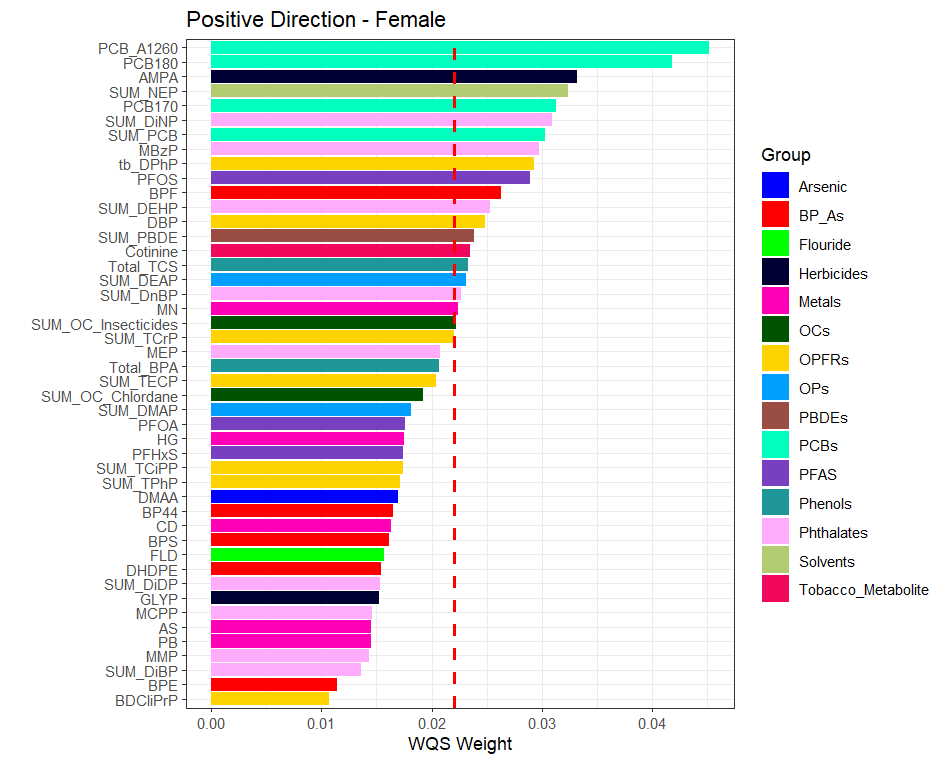 Positive Direction - Female
PCB_A1260
PCB180
AMPA
SUM_NEP
PCB170
SUM_DiNP
SUM_PCB
MBzP
tb_DPhP
PFOS
BPF
SUM_DEHP
DBP
SUM_PBDE
Cotinine
Total_TCS
SUM_DEAP
SUM_DnBP
MN
SUM_OC_Insecticides
SUM_TCrP
MEP
Total_BPA
SUM_TECP
SUM_OC_Chlordane
SUM_DMAP
PFOA
HG
PFHxS
SUM_TCiPP
SUM_TPhP
DMAA
BP44
CD
BPS
FLD
DHDPE
SUM_DiDP
GLYP
MCPP
AS
PB
MMP
SUM_DiBP
BPE
BDCliPrP
0.00 0.01 0.02 0.03 0.04
WQS Weight
Group
Arsenic
BP_As
Flouride
Herbicides
Metals
OCs
OPFRs
OPs
PBDEs
PCBs
PFAS
Phenols
Phthalates
Solvents
Tobacco_Metabolite